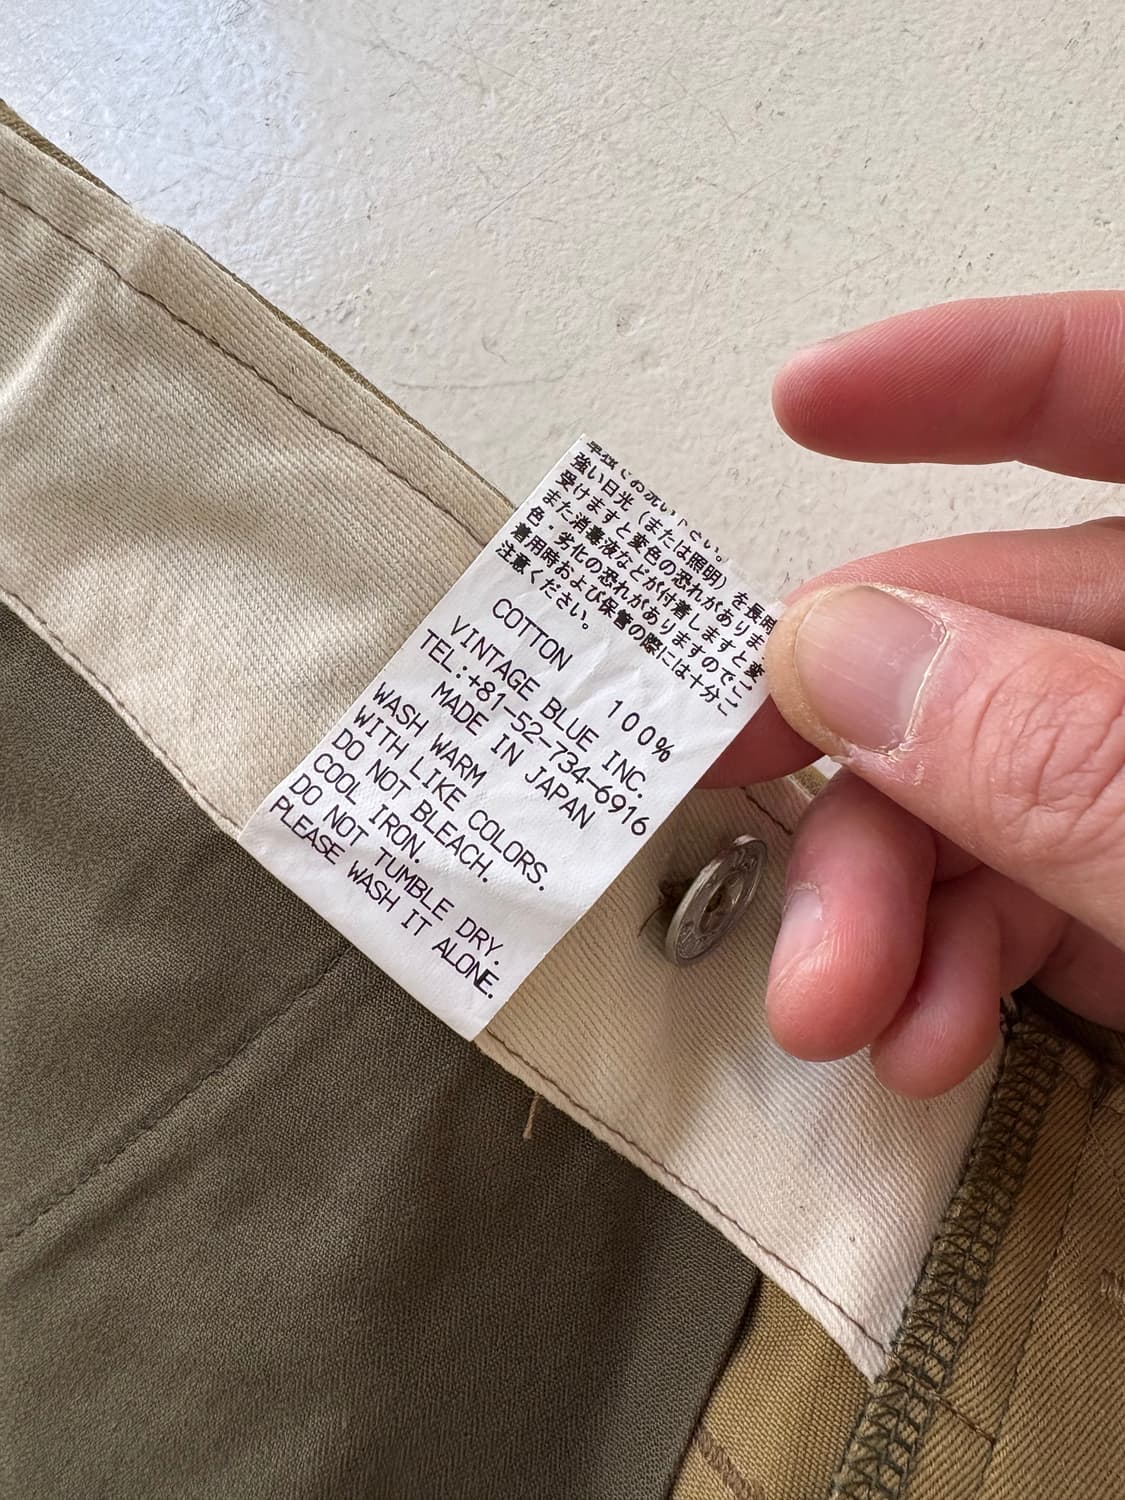 強い日光（または照明）を長時
受けますと変色の恐れがありま
また消毒液などが付着しますと変
色・劣化の恐れがありますのでご
着用時および保管の際には十分ご
注意ください。
COTTON 100%
VINTAGE BLUE INC.
TEL:+81-52-734-6916
MADE IN JAPAN
WASH WARM
WITH LIKE COLORS.
DO NOT BLEACH.
COOL IRON.
DO NOT TUMBLE DRY.
PLEASE WASH IT ALONE.